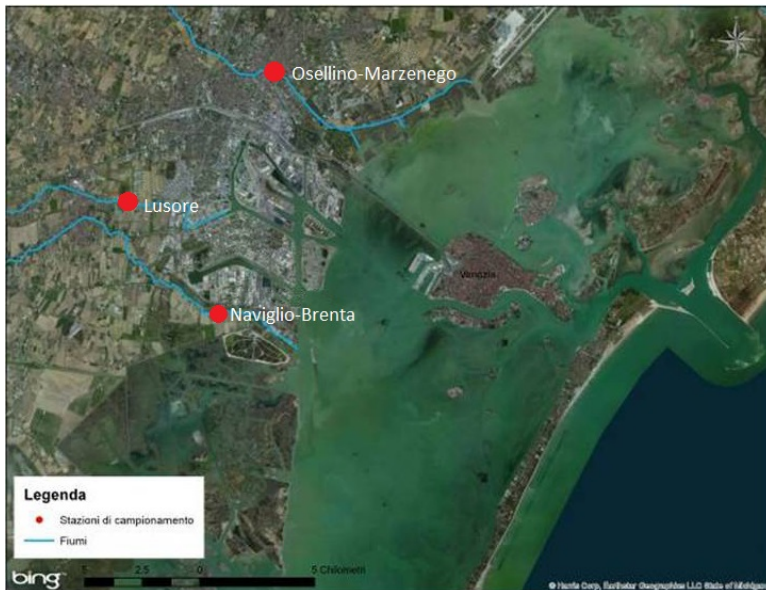 Osellino-Marzenego
Lusore
Venezia
Naviglio-Brenta
Legenda
Stazioni di campionamento
Fiumi
bing™
5 2.5 0 5 Chilometri
© Harris Corp, Earthstar Geographics LLC State of Michigan